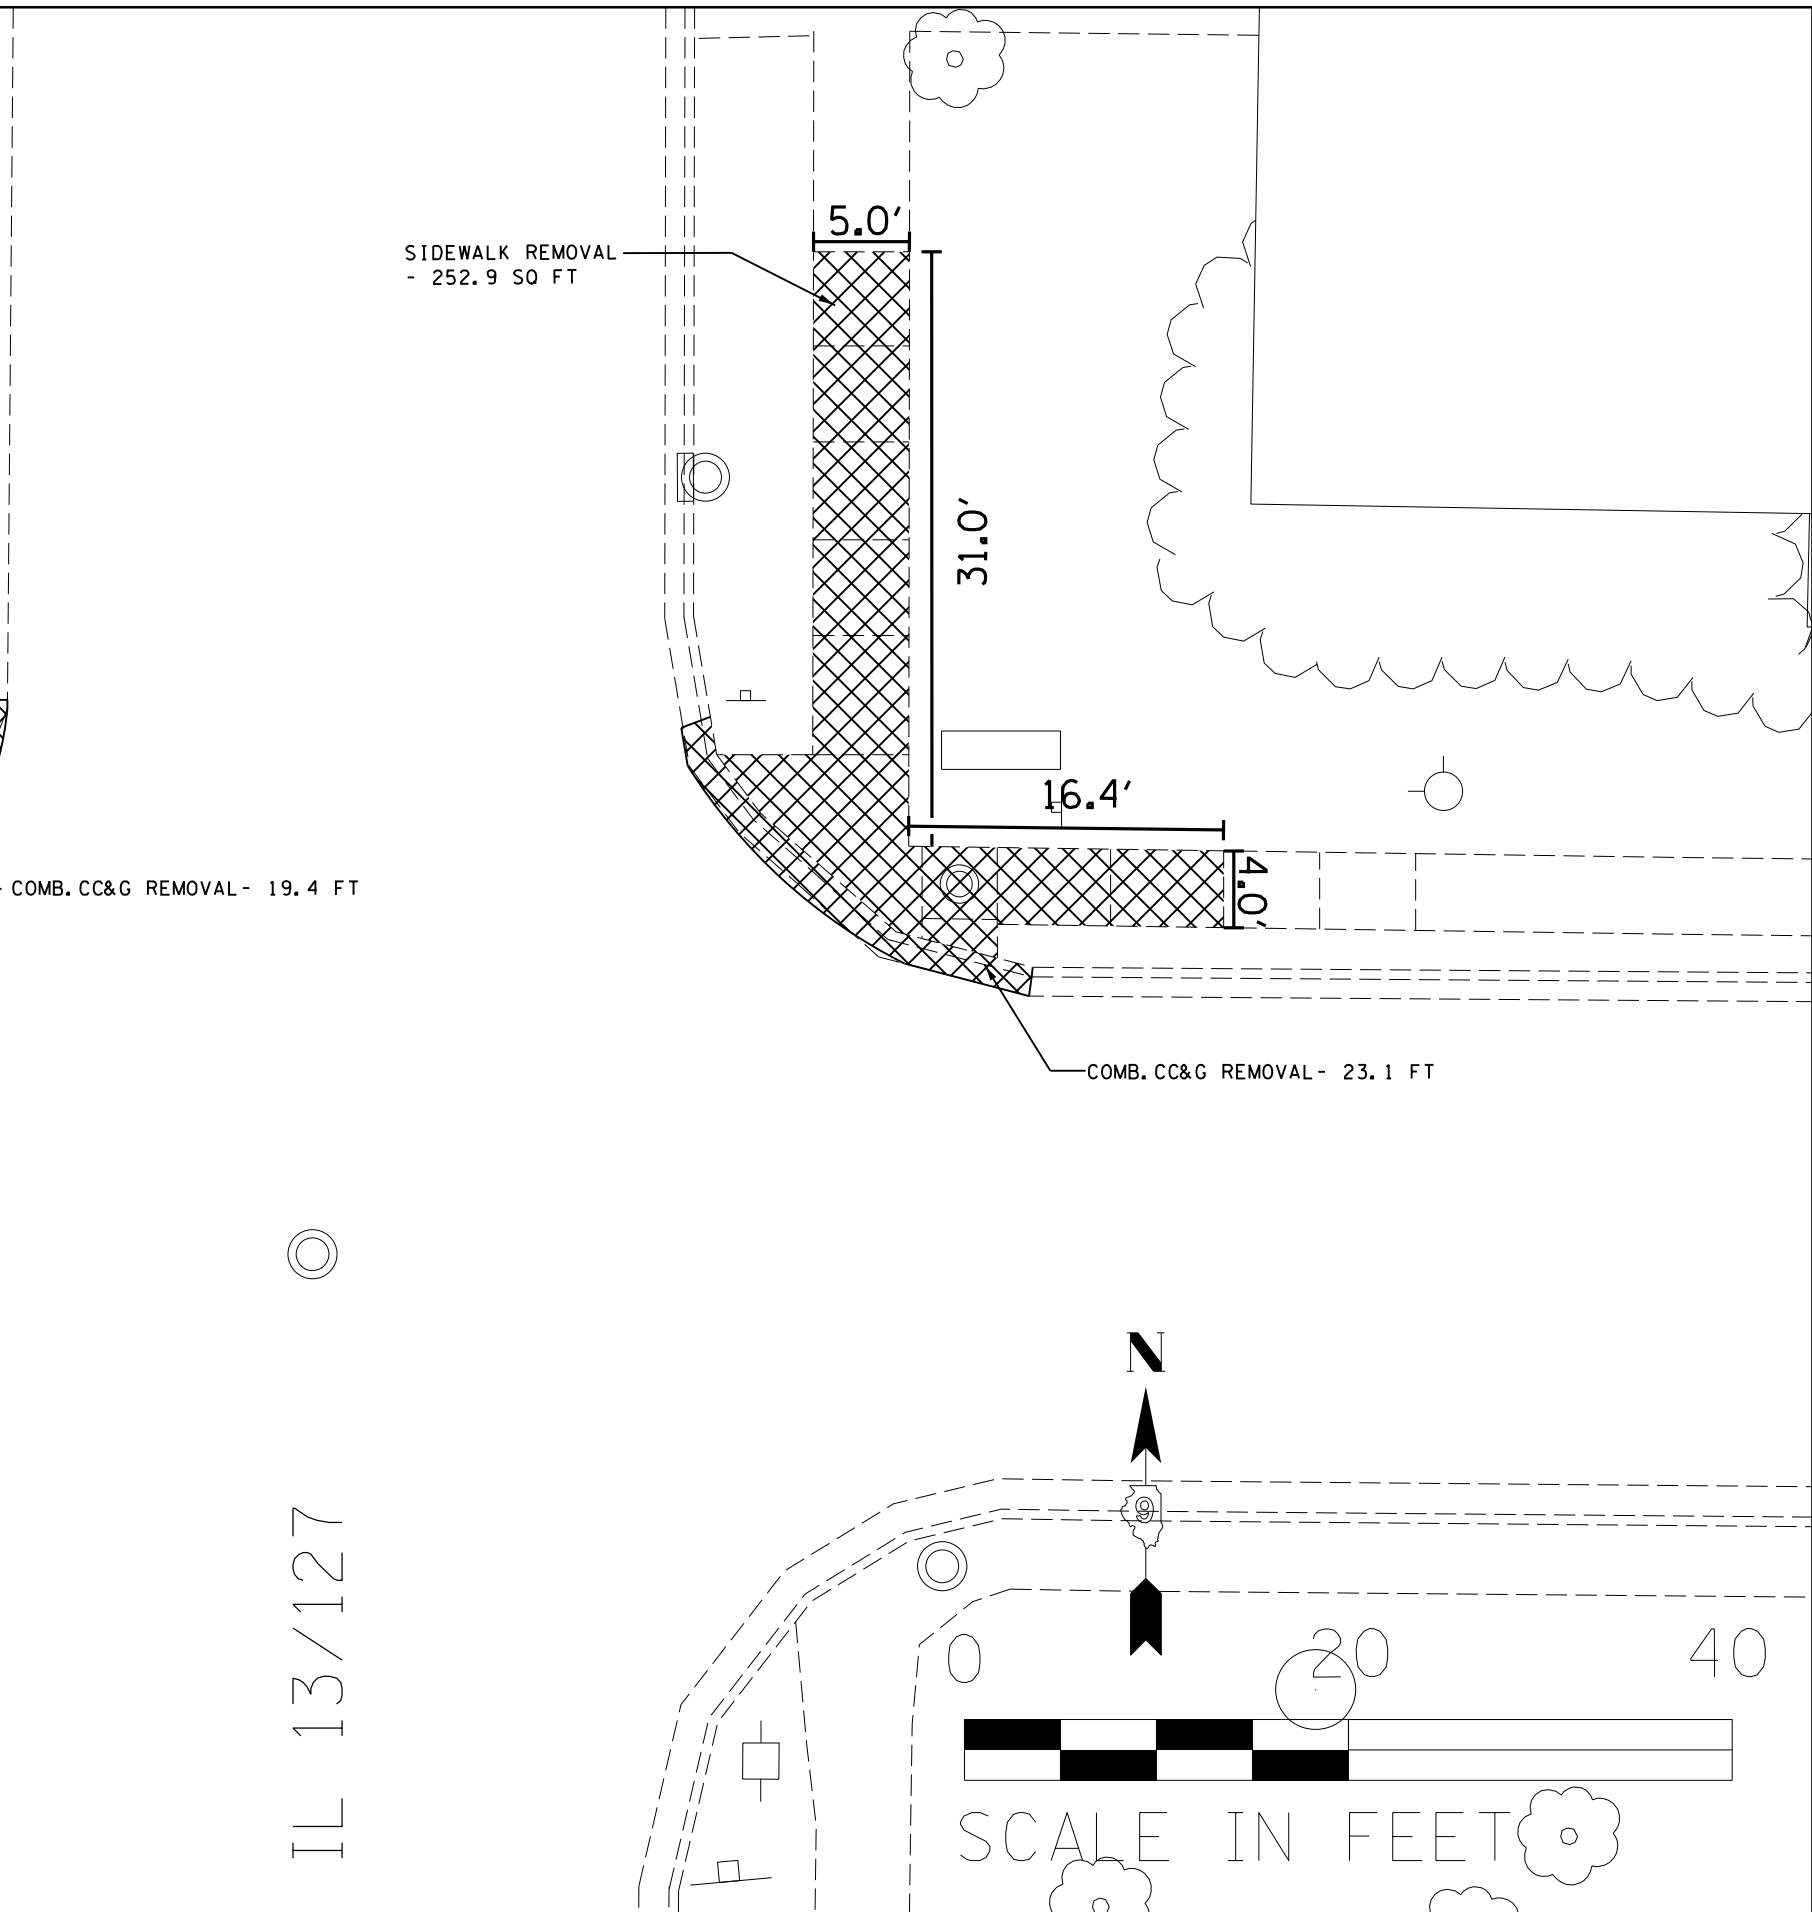 5.0'
SIDEWALK REMOVAL
- 252.9 SQ FT
31.0'
16.4'
4.0'
- COMB.CC&G REMOVAL- 19.4 FT
COMB.CC&G REMOVAL- 23.1 FT
N
9
IL 13/127
0 20 40
SCALE IN FEET